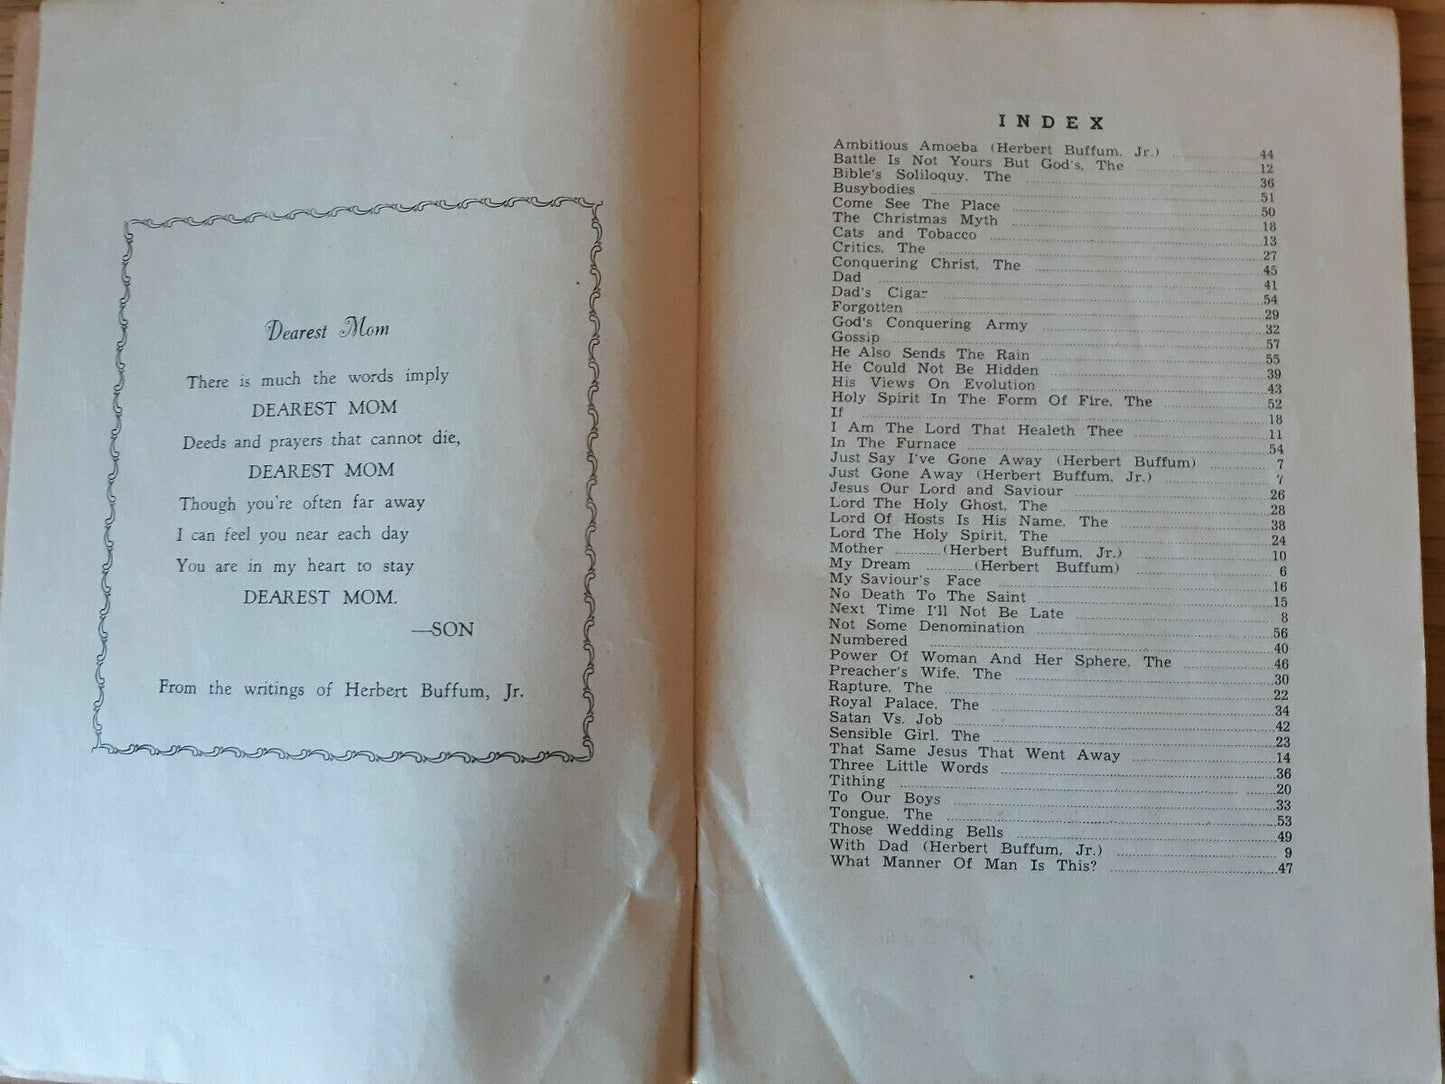 Dearest Mom
There is much the words imply
DEAREST MOM
Deeds and prayers that cannot die,
DEAREST MOM
Though you're often far away
I can feel you near each day
You are in my heart to stay
DEAREST MOM.
—SON
From the writings of Herbert Buffum, Jr.
INDEX
Ambitious Amoeba (Herbert Buffum, Jr.) 44
Battle Is Not Yours But God's, The 12
Bible's Soliloquy, The 36
Busybodies 51
Come See The Place 50
The Christmas Myth 18
Cats and Tobacco 13
Critics, The 27
Conquering Christ, The 45
Dad 41
Dad's Cigar 54
Forgotten 29
God's Conquering Army 32
Gossip 57
He Also Sends The Rain 55
He Could Not Be Hidden 39
His Views On Evolution 43
Holy Spirit In The Form Of Fire, The 52
If 18
I Am The Lord That Healeth Thee 11
In The Furnace 54
Just Say I've Gone Away (Herbert Buffum) 7
Just Gone Away (Herbert Buffum, Jr.) 7
Jesus Our Lord and Saviour 26
Lord The Holy Ghost, The 28
Lord Of Hosts Is His Name, The 38
Lord The Holy Spirit, The 24
Mother ...........(Herbert Buffum, Jr.) 10
My Dream ...........(Herbert Buffum) 6
My Saviour's Face 16
No Death To The Saint 15
Next Time I'll Not Be Late 8
Not Some Denomination 56
Numbered 40
Power Of Woman And Her Sphere, The 46
Preacher's Wife, The 30
Rapture, The 22
Royal Palace, The 34
Satan Vs. Job 42
Sensible Girl, The 23
That Same Jesus That Went Away 14
Three Little Words 36
Tithing 20
To Our Boys 33
Tongue, The 53
Those Wedding Bells 49
With Dad (Herbert Buffum, Jr.) 9
What Manner Of Man Is This? 47